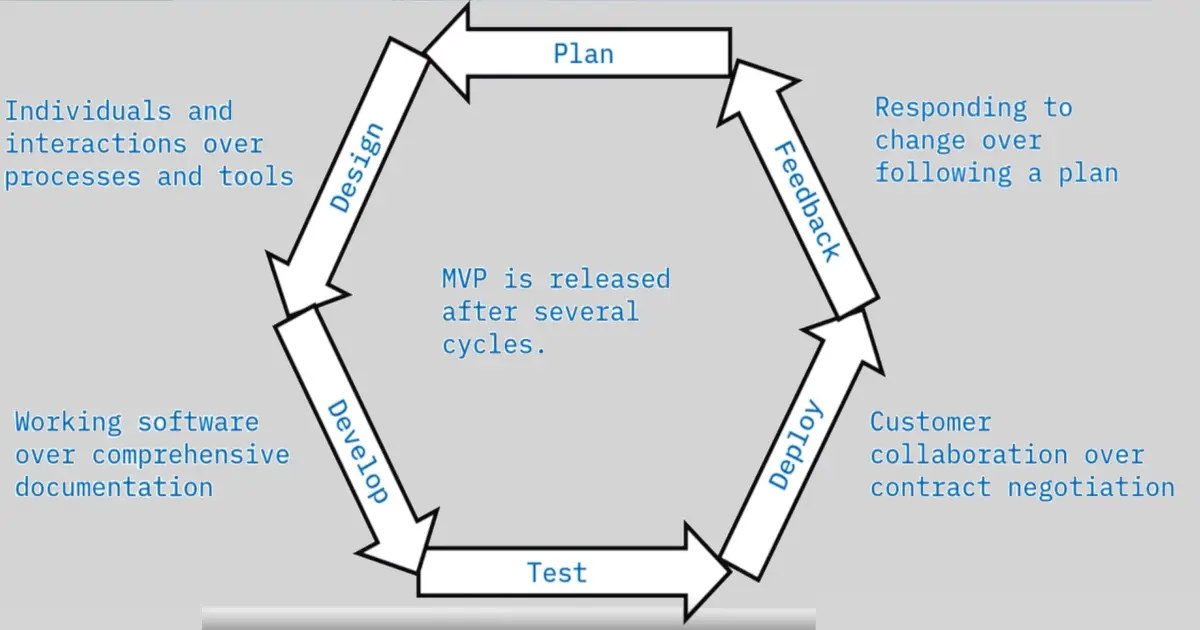 Plan
Individuals and
interactions over
processes and tools
Design
Feedback
Responding to
change over
following a plan
MVP is released
after several
cycles.
Working software
over comprehensive
documentation
Develop
Deploy
Customer
collaboration over
contract negotiation
Test